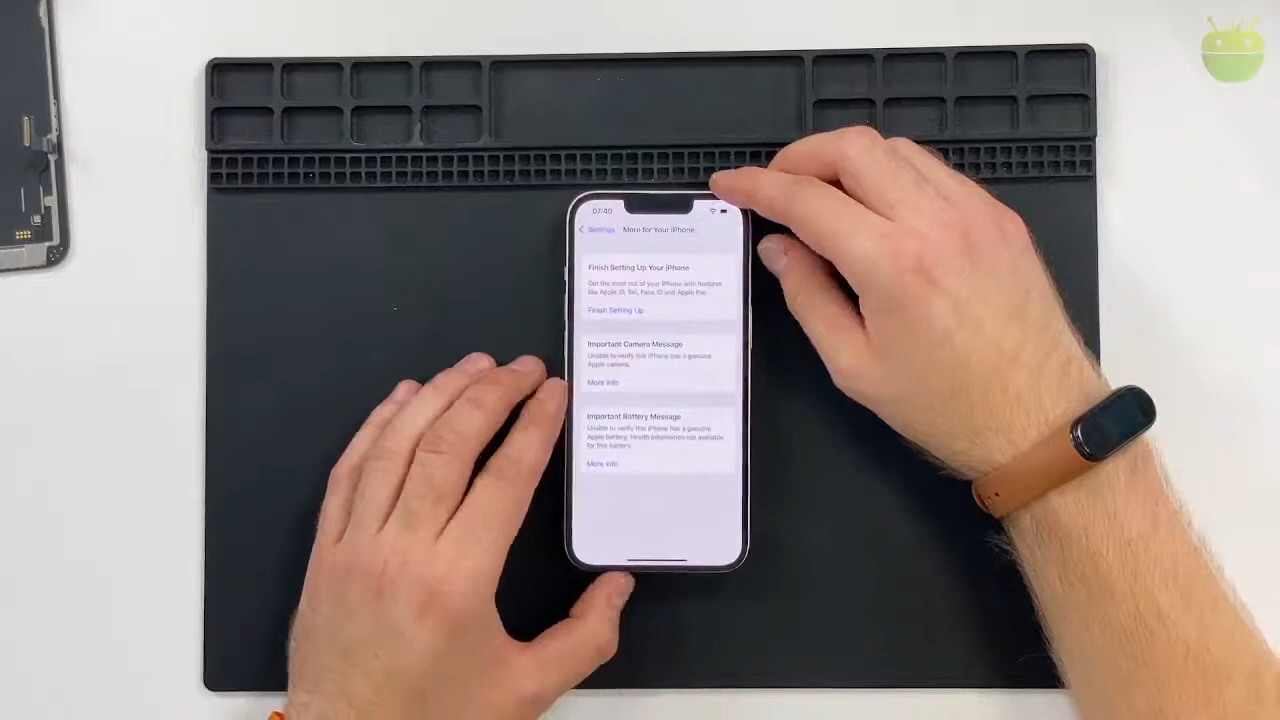 07:40
Settings
More for Your iPhone
Finish Setting Up Your iPhone
Get the most out of your iPhone with features
like Apple ID, Siri, Face ID and Apple Pay.
Finish Setting Up
Important Camera Message
Unable to verify this iPhone has a genuine
Apple camera.
More info
Important Battery Message
Unable to verify this iPhone has a genuine
Apple battery. Health information not available
for this battery.
More info